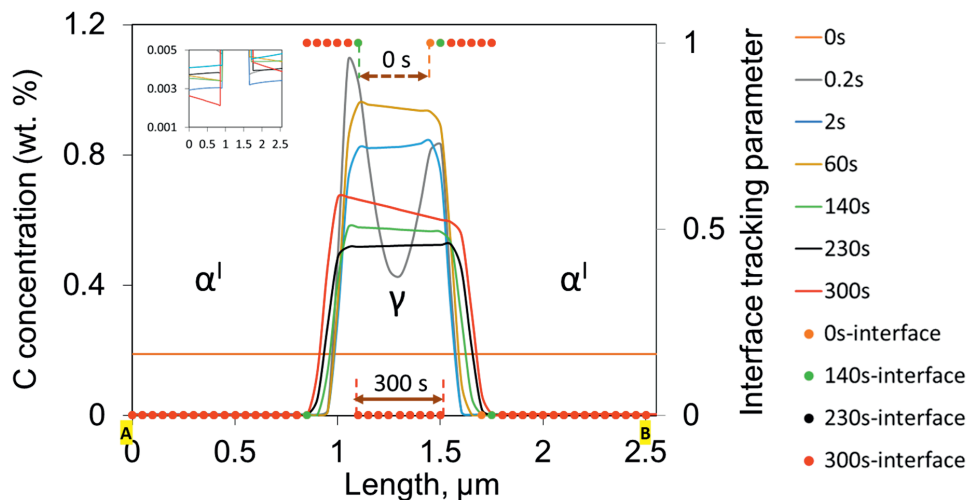 C concentration (wt. %)
1.2
0.8
0.4
0
0.005
0.003
0.001
0 0.5 1 1.5 2 2.5
0 s
αᴵ
γ
αᴵ
300 s
A
B
0 0.5 1 1.5 2 2.5
Length, µm
1
0.5
0
Interface tracking parameter
0s
0.2s
2s
60s
140s
230s
300s
0s-interface
140s-interface
230s-interface
300s-interface